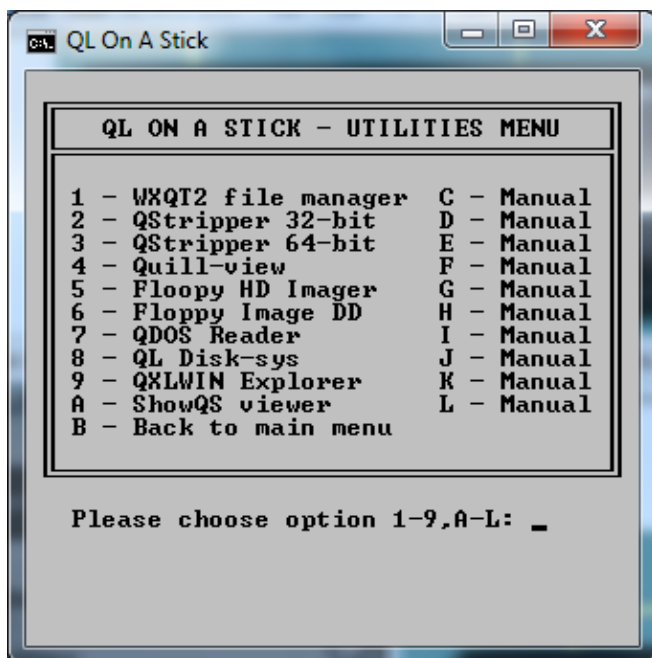 QL On A Stick
QL ON A STICK - UTILITIES MENU
1 - WXQT2 file manager C - Manual
2 - QStripper 32-bit D - Manual
3 - QStripper 64-bit E - Manual
4 - Quill-view F - Manual
5 - Floopy HD Imager G - Manual
6 - Floppy Image DD H - Manual
7 - QDOS Reader I - Manual
8 - QL Disk-sys J - Manual
9 - QXLWIN Explorer K - Manual
A - ShowQS viewer L - Manual
B - Back to main menu
Please choose option 1-9,A-L: _